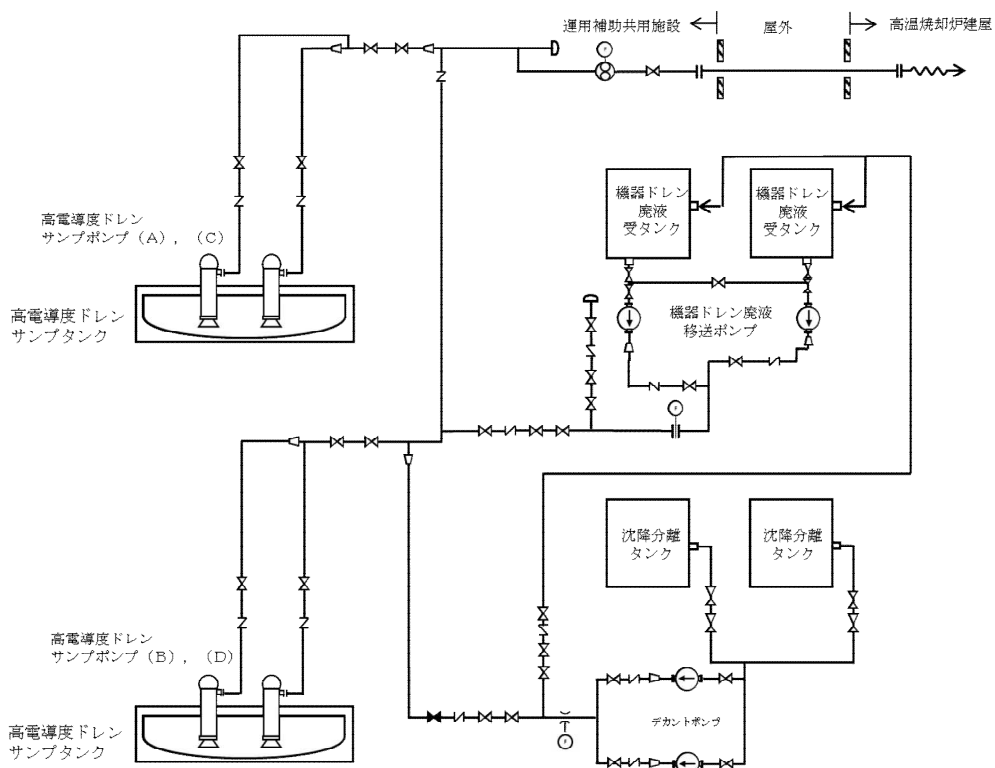 運用補助共用施設
屋外
高温焼却炉建屋
F
高電導度ドレン
サンプポンプ（A），（C）
高電導度ドレン
サンプタンク
機器ドレン
廃液
受タンク
機器ドレン
廃液
受タンク
機器ドレン廃液
移送ポンプ
F
沈降分離
タンク
沈降分離
タンク
高電導度ドレン
サンプポンプ（B），（D）
高電導度ドレン
サンプタンク
デカントポンプ
F